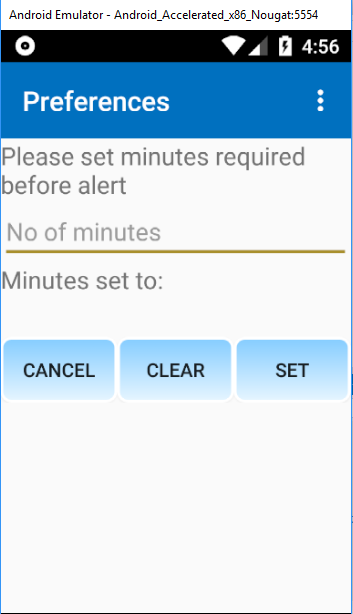 Android Emulator - Android_Accelerated_x86_Nougat:5554
4:56
Preferences
Please set minutes required
before alert
No of minutes
Minutes set to:
CANCEL CLEAR SET